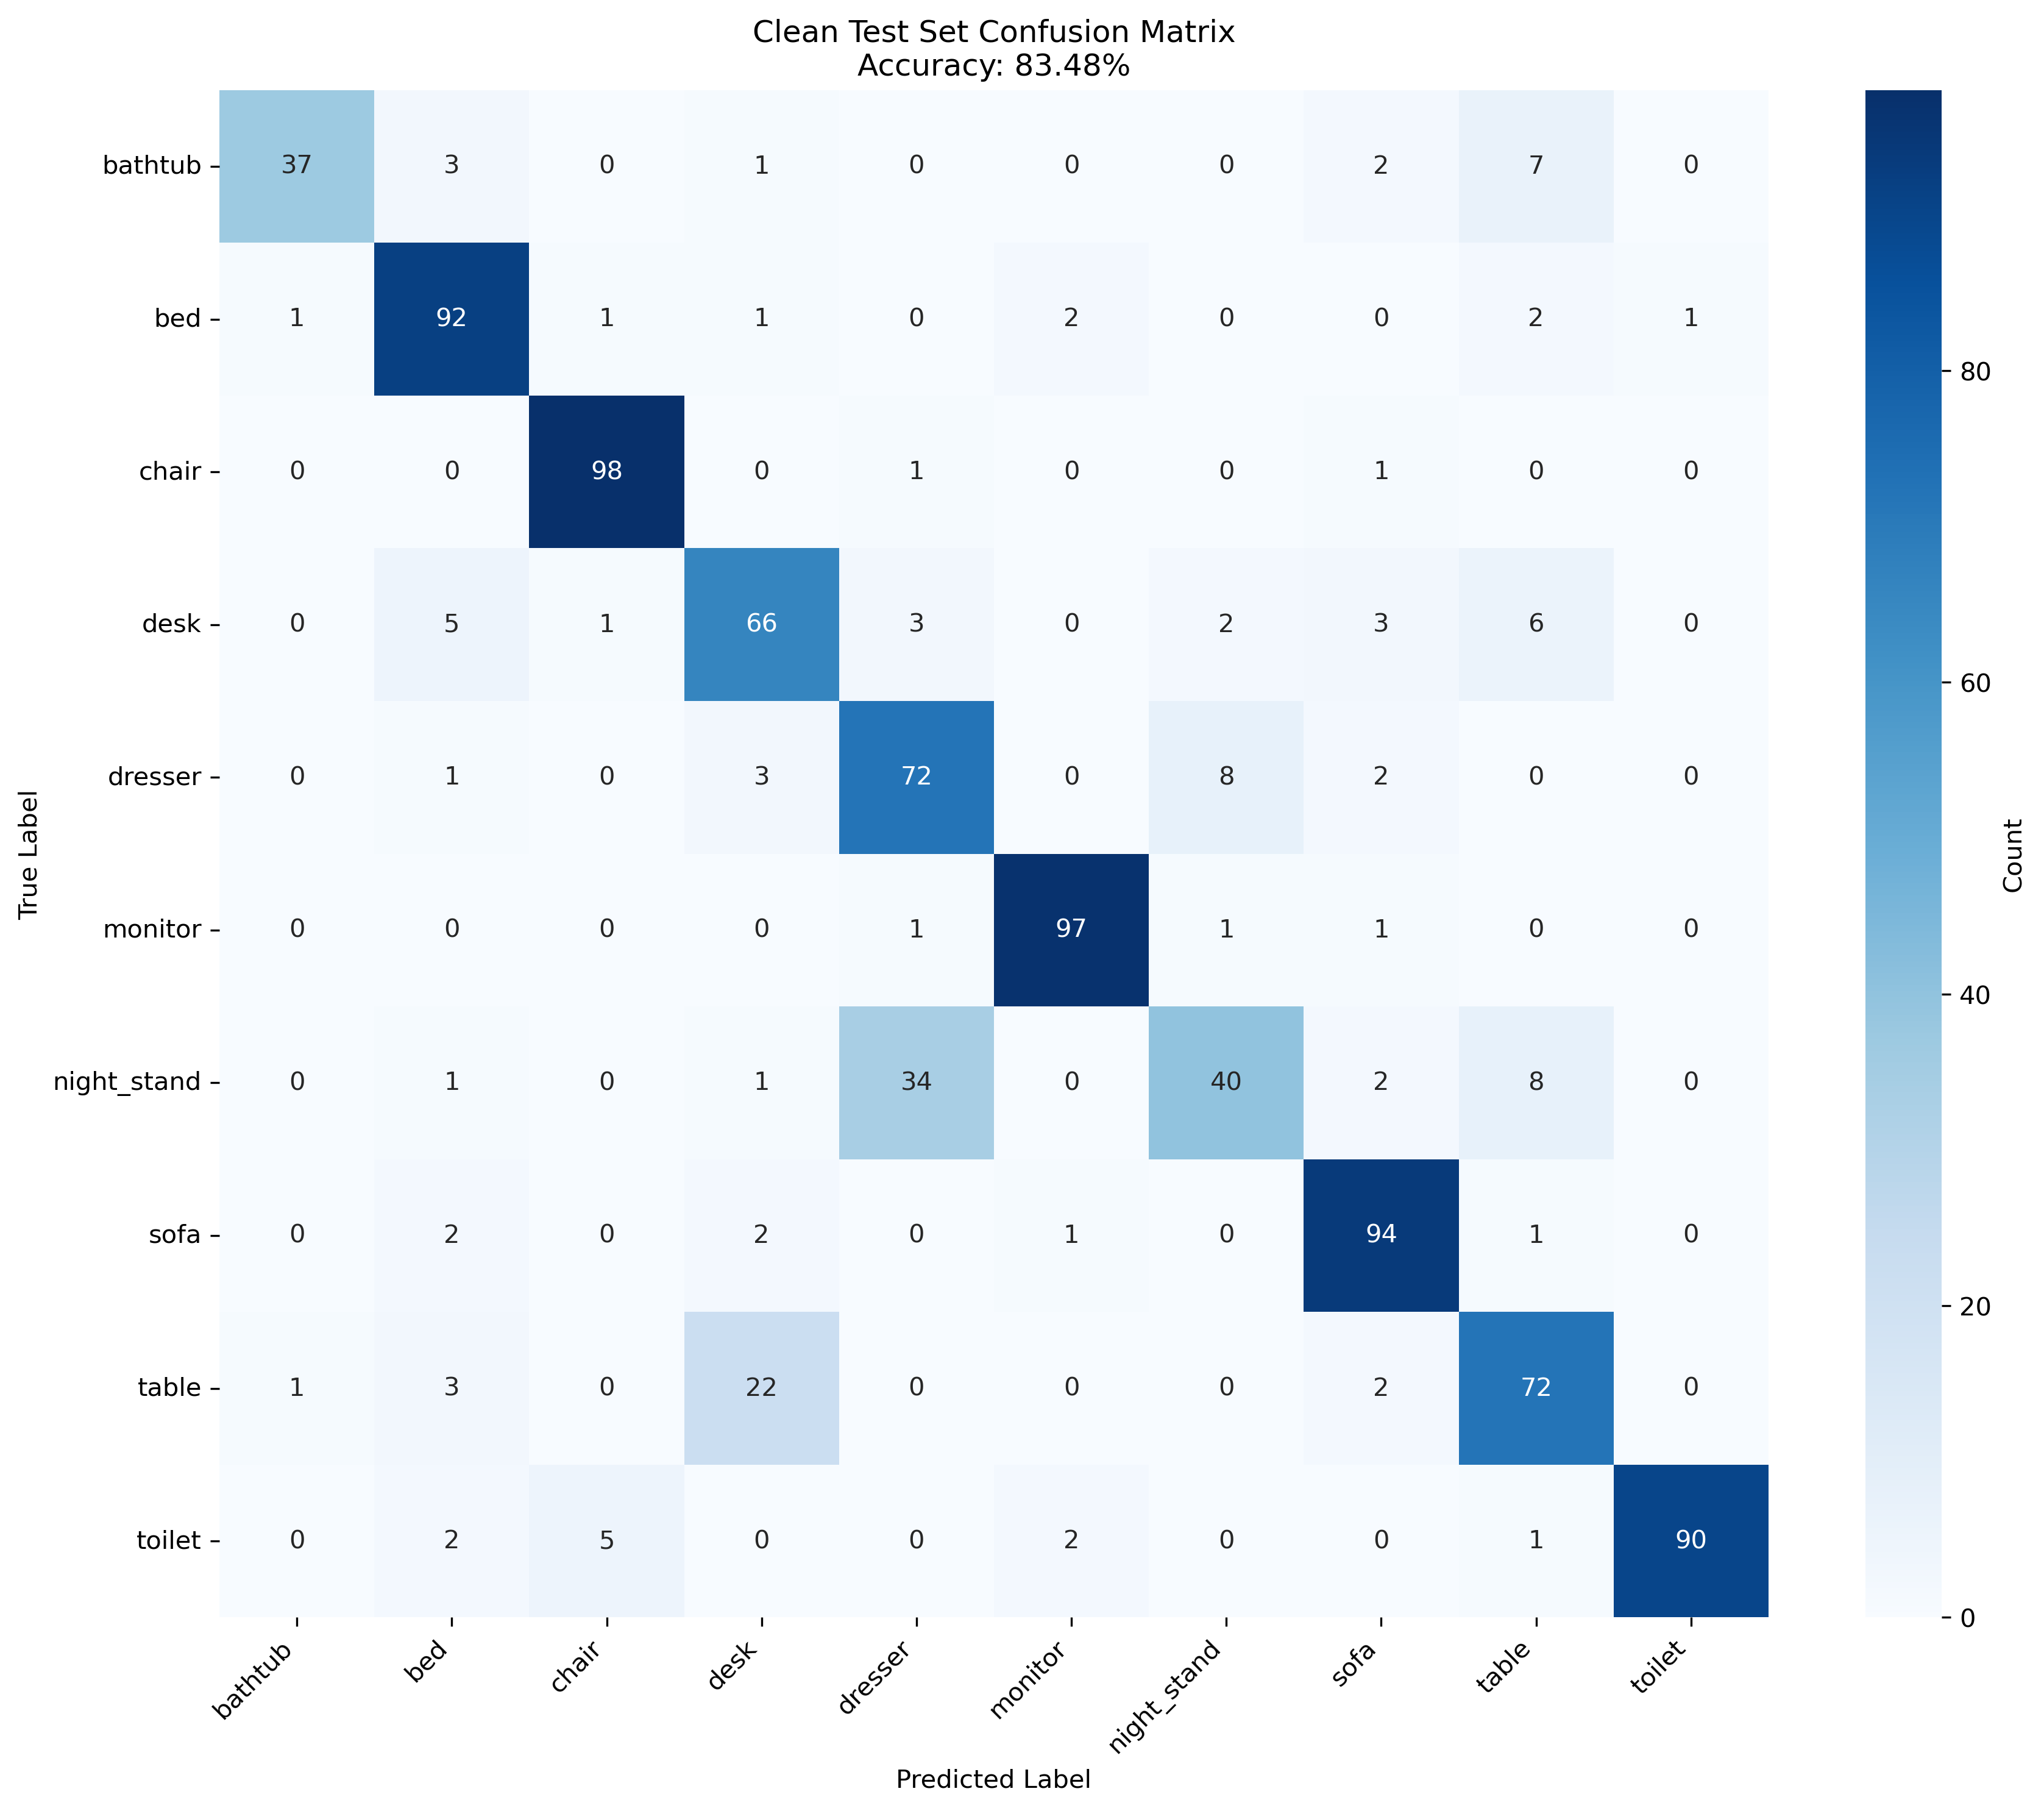 Clean Test Set Confusion Matrix
Accuracy: 83.48%
bathtub 37 3 0 1 0 0 0 2 7 0
bed 1 92 1 1 0 2 0 0 2 1
chair 0 0 98 0 1 0 0 1 0 0
desk 0 5 1 66 3 0 2 3 6 0
dresser 0 1 0 3 72 0 8 2 0 0
monitor 0 0 0 0 1 97 1 1 0 0
night_stand 0 1 0 1 34 0 40 2 8 0
sofa 0 2 0 2 0 1 0 94 1 0
table 1 3 0 22 0 0 0 2 72 0
toilet 0 2 5 0 0 2 0 0 1 90
bathtub bed chair desk dresser monitor night_stand sofa table toilet
Predicted Label
True Label
80
60
40
20
0
Count